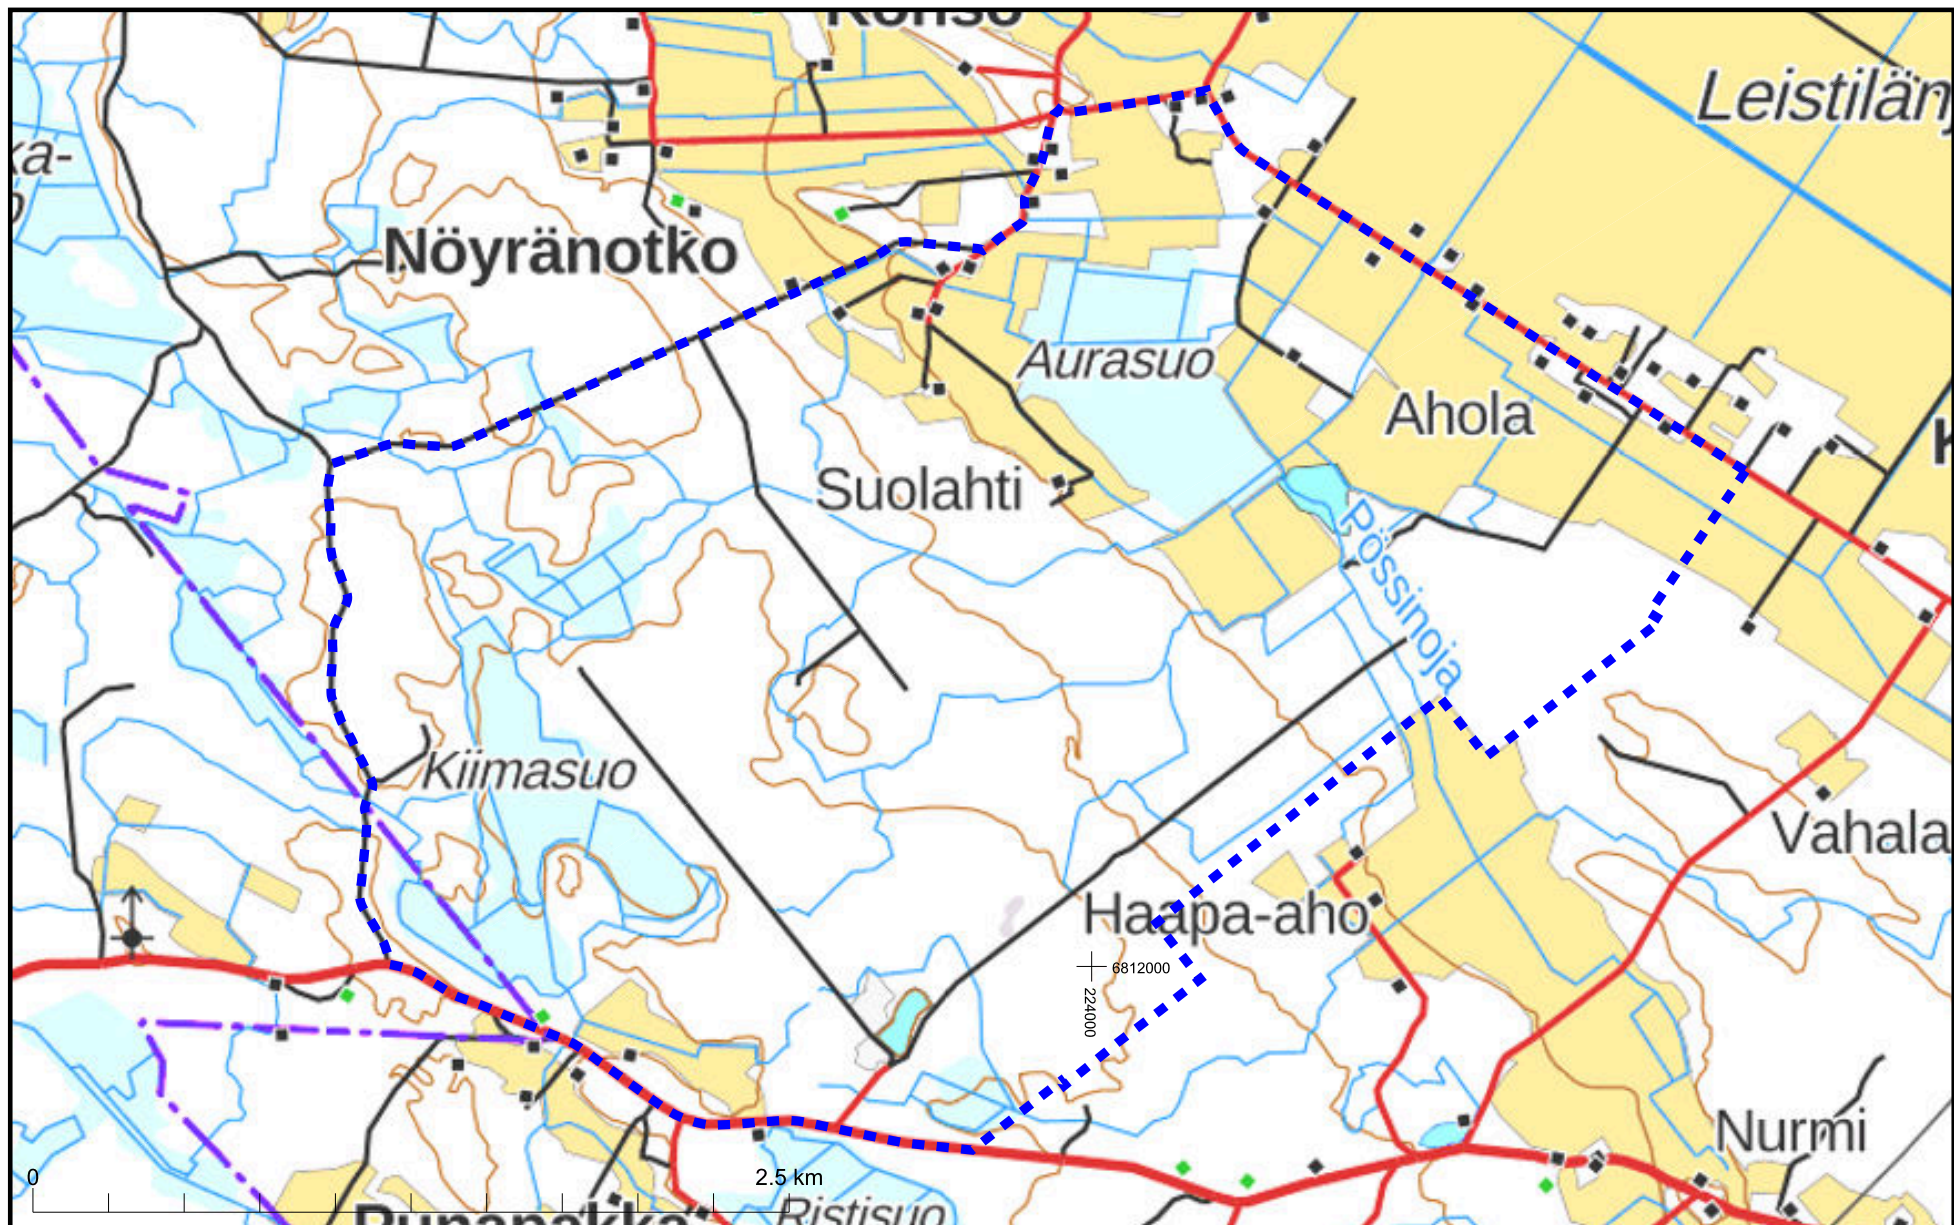 Leistilän
Nöyränotko
Aurasuo
Ahola
Suolahti
Pössinoja
Kiimasuo
Vahala
Haapa-aho
6812000
224000
Nurmi
0 2.5 km
Ristisuo